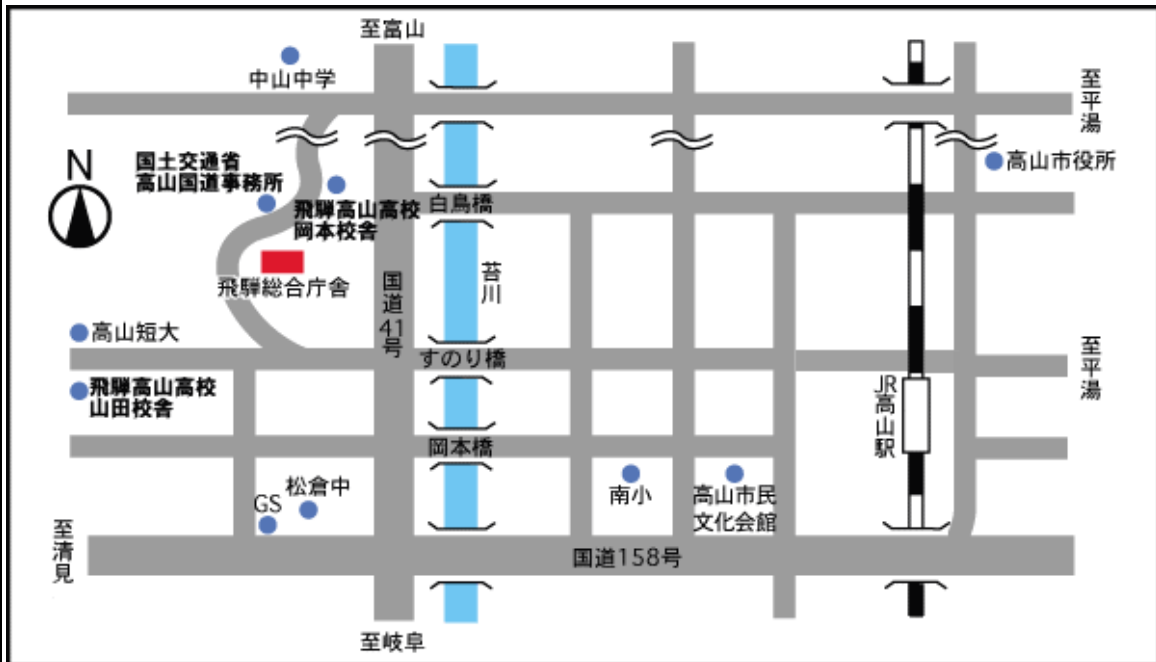 至富山
中山中学
至平湯
N
国土交通省
高山国道事務所
高山市役所
飛騨高山高校
岡本校舎
白鳥橋
飛騨総合庁舎
国道41号
苔川
高山短大
すのり橋
至平湯
飛騨高山高校
山田校舎
JR高山駅
岡本橋
松倉中
GS
南小
高山市民
文化会館
至清見
国道158号
至岐阜